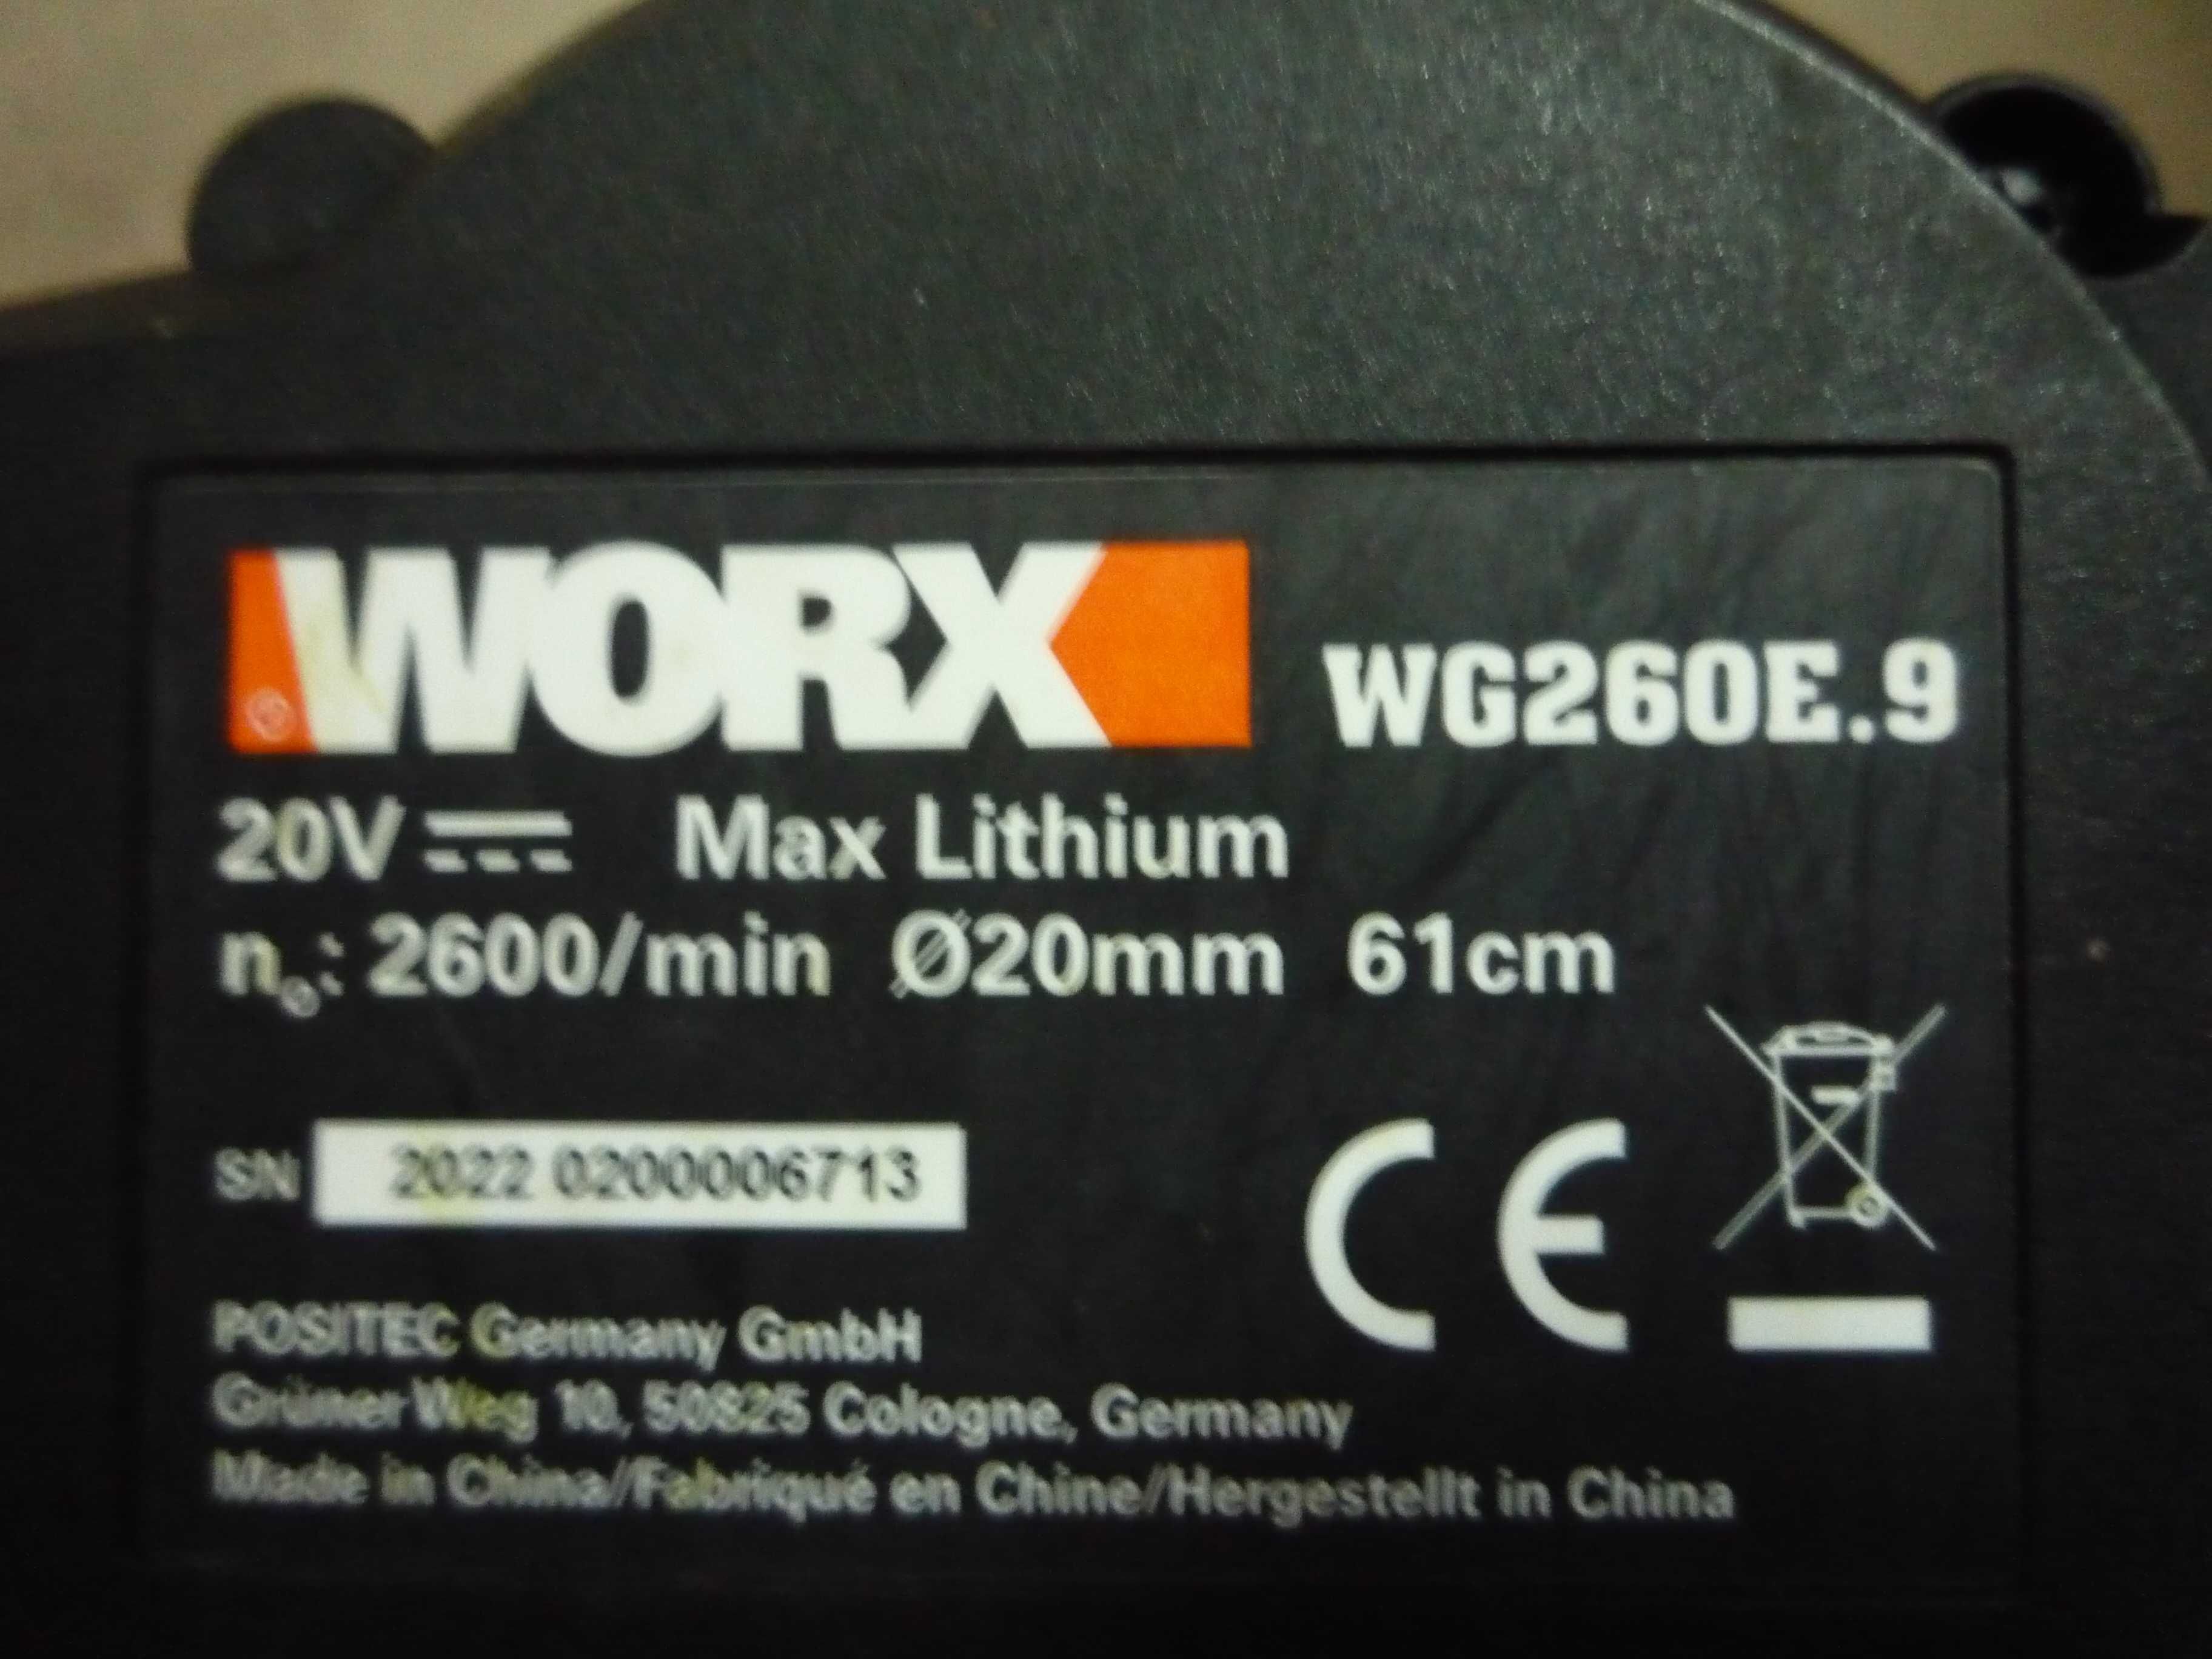 WORX® WG260E.9
20V Max Lithium
n₀: 2600/min Ø20mm 61cm
SN 2022 0200006713
CE
POSITEC Germany GmbH
Grüner Weg 10, 50825 Cologne, Germany
Made in China/Fabriqué en Chine/Hergestellt in China